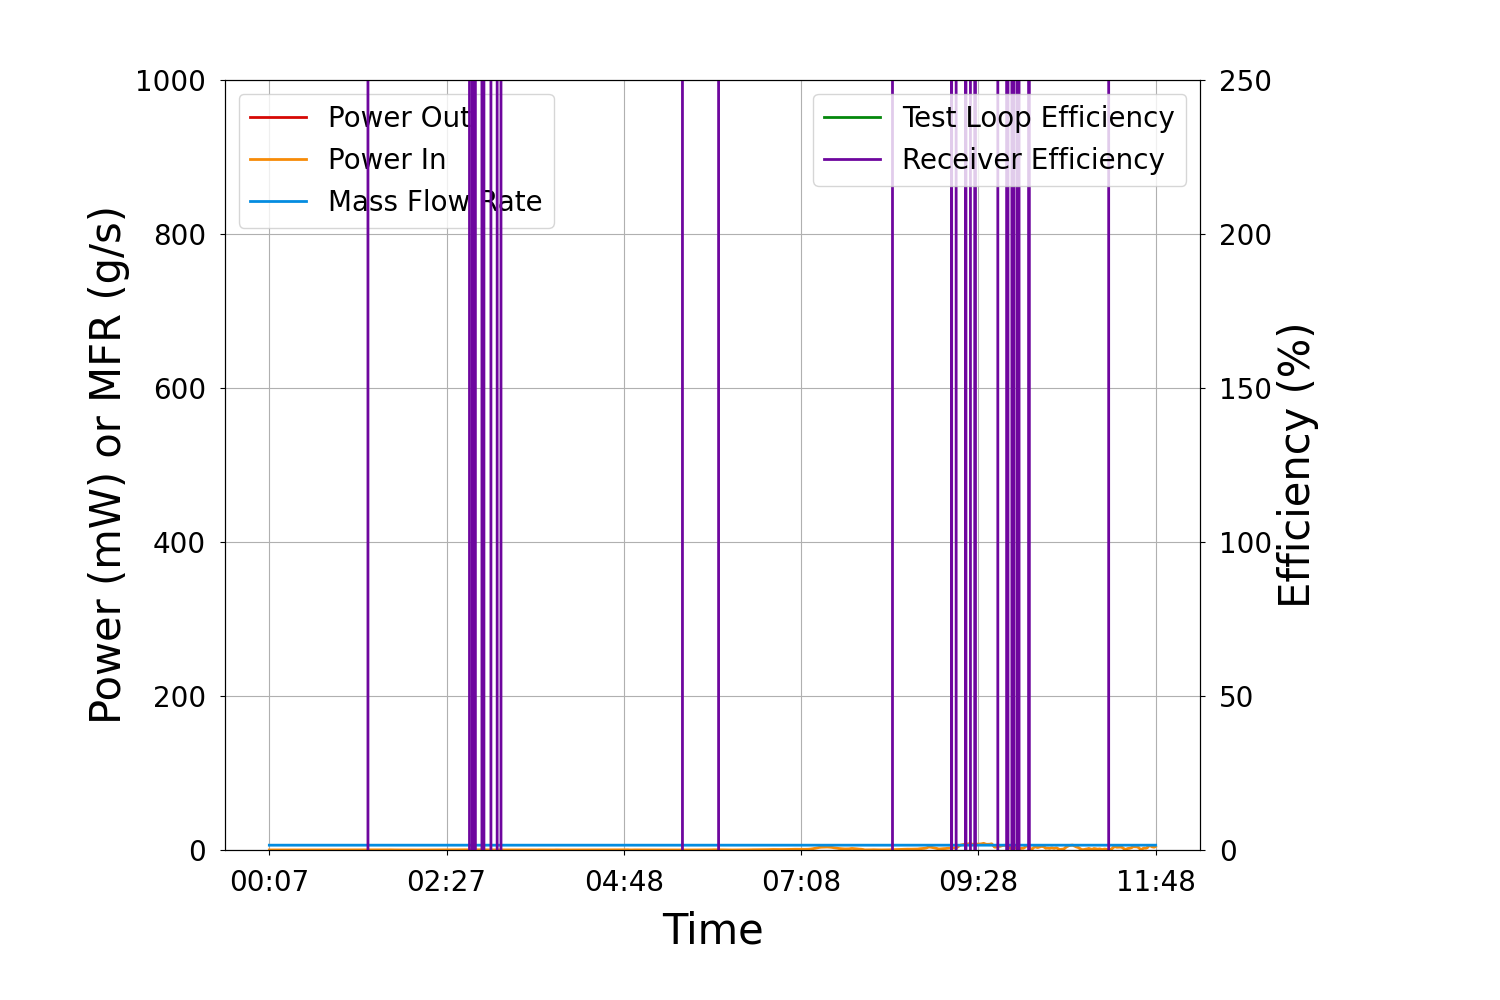 1000
800
600
400
200
0
Power (mW) or MFR (g/s)
Power Out
Power In
Mass Flow Rate
Test Loop Efficiency
Receiver Efficiency
250
200
150
100
50
0
Efficiency (%)
00:07 02:27 04:48 07:08 09:28 11:48
Time